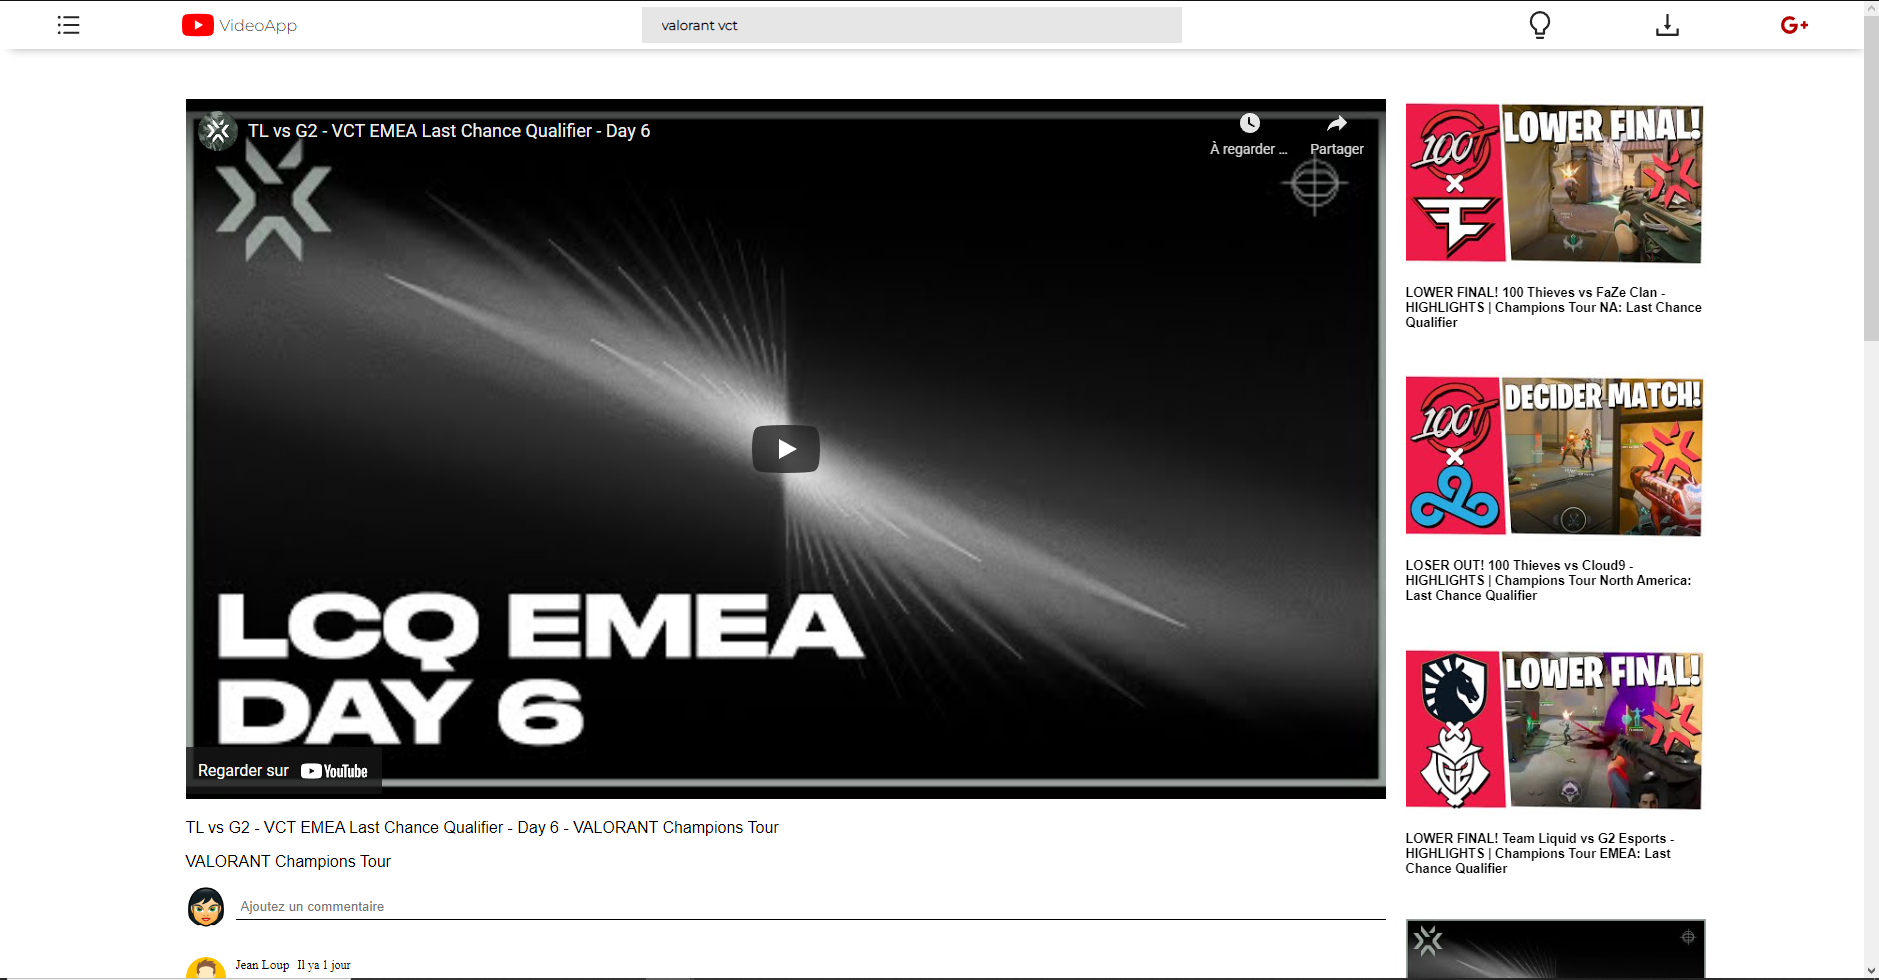 VideoApp
valorant vct
G+
TL vs G2 - VCT EMEA Last Chance Qualifier - Day 6
À regarder ...
Partager
LCQ EMEA
DAY 6
Regarder sur YouTube
TL vs G2 - VCT EMEA Last Chance Qualifier - Day 6 - VALORANT Champions Tour
VALORANT Champions Tour
Ajoutez un commentaire
Jean Loup Il ya 1 jour
100T
LOWER FINAL!
LOWER FINAL! 100 Thieves vs FaZe Clan -
HIGHLIGHTS | Champions Tour NA: Last Chance
Qualifier
100T
DECIDER MATCH!
LOSER OUT! 100 Thieves vs Cloud9 -
HIGHLIGHTS | Champions Tour North America:
Last Chance Qualifier
LOWER FINAL!
G2
LOWER FINAL! Team Liquid vs G2 Esports -
HIGHLIGHTS | Champions Tour EMEA: Last
Chance Qualifier